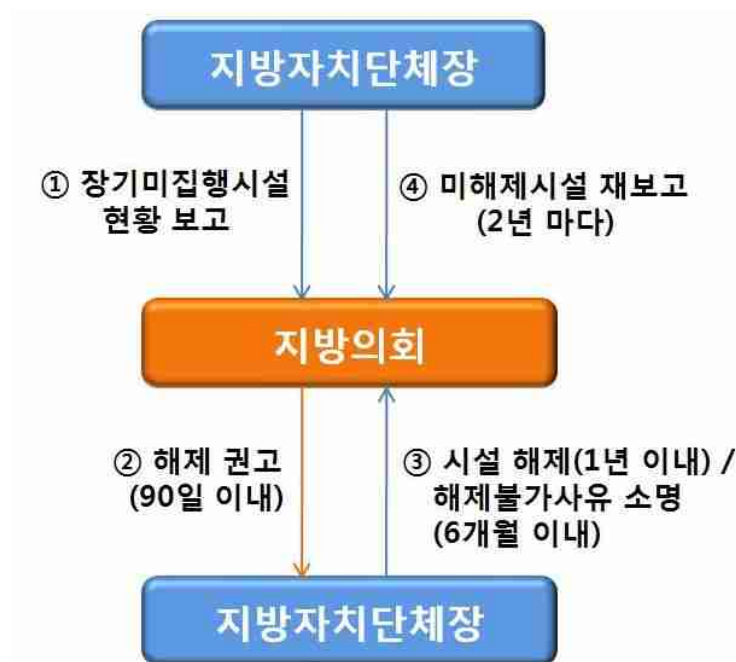 지방자치단체장
① 장기미집행시설
현황 보고
④ 미해제시설 재보고
(2년 마다)
지방의회
② 해제 권고
(90일 이내)
③ 시설 해제(1년 이내) /
해제불가사유 소명
(6개월 이내)
지방자치단체장